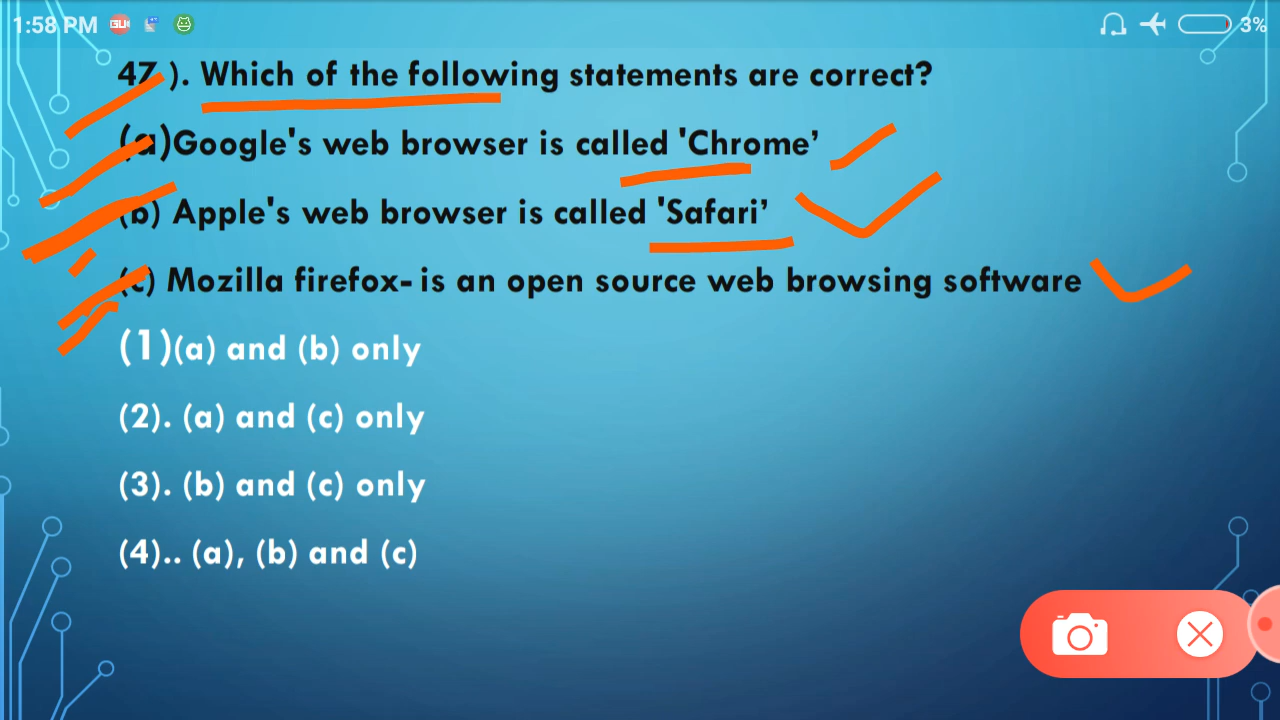 1:58 PM GU 3%
47 ). Which of the following statements are correct?
(a)Google's web browser is called 'Chrome’
(b) Apple's web browser is called 'Safari’
(c) Mozilla firefox- is an open source web browsing software
(1)(a) and (b) only
(2). (a) and (c) only
(3). (b) and (c) only
(4).. (a), (b) and (c)